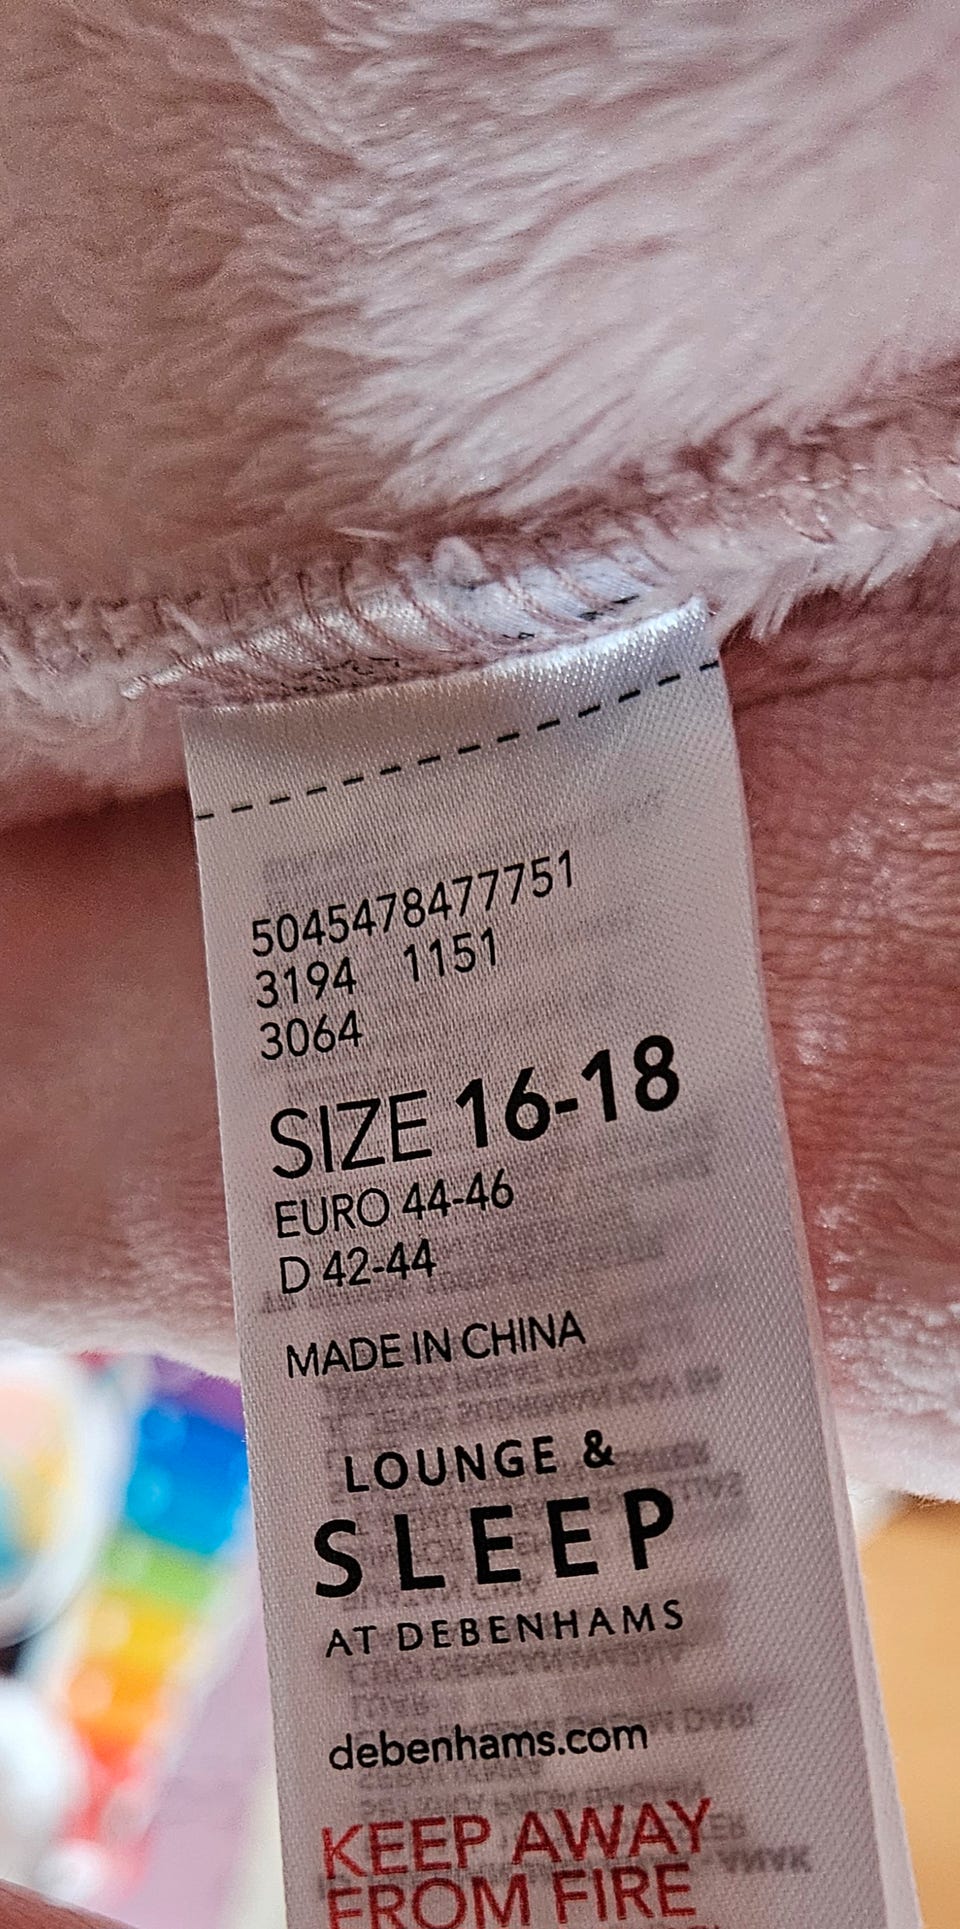 5045478477751
3194 1151
3064
SIZE 16-18
EURO 44-46
D 42-44
MADE IN CHINA
LOUNGE &
SLEEP
AT DEBENHAMS
debenhams.com
KEEP AWAY
FROM FIRE